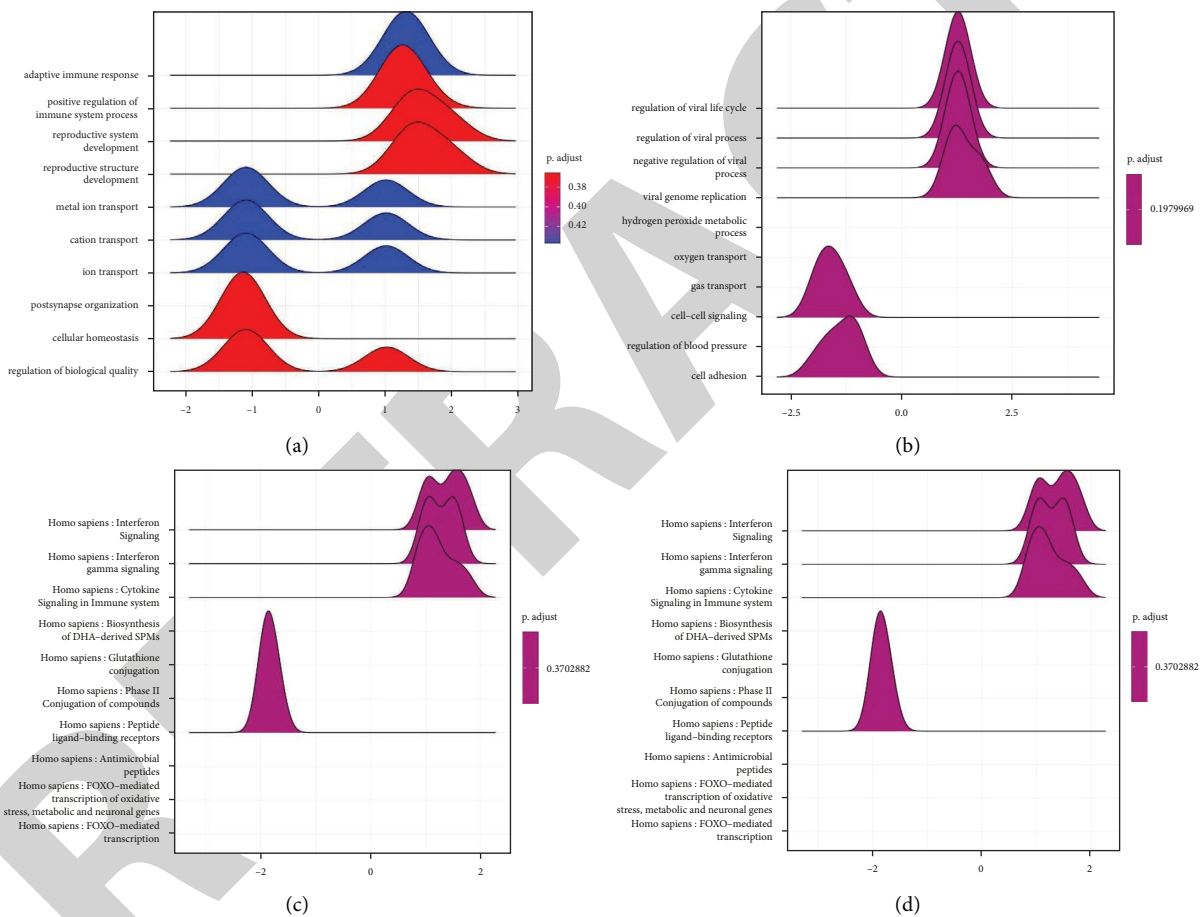 adaptive immune response
positive regulation of
immune system process
reproductive system
development
reproductive structure
development
metal ion transport
cation transport
ion transport
postsynapse organization
cellular homeostasis
regulation of biological quality
−2
−1
0
1
2
3
p. adjust
0.38
0.40
0.42
(a)
regulation of viral life cycle
regulation of viral process
negative regulation of viral
process
viral genome replication
hydrogen peroxide metabolic
process
oxygen transport
gas transport
cell−cell signaling
regulation of blood pressure
cell adhesion
−2.5
0.0
2.5
p. adjust
0.1979969
(b)
Homo sapiens : Interferon
Signaling
Homo sapiens : Interferon
gamma signaling
Homo sapiens : Cytokine
Signaling in Immune system
Homo sapiens : Biosynthesis
of DHA−derived SPMs
Homo sapiens : Glutathione
conjugation
Homo sapiens : Phase II
Conjugation of compounds
Homo sapiens : Peptide
ligand−binding receptors
Homo sapiens : Antimicrobial
peptides
Homo sapiens : FOXO−mediated
transcription of oxidative
stress, metabolic and neuronal genes
Homo sapiens : FOXO−mediated
transcription
−2
0
2
p. adjust
0.3702882
(c)
Homo sapiens : Interferon
Signaling
Homo sapiens : Interferon
gamma signaling
Homo sapiens : Cytokine
Signaling in Immune system
Homo sapiens : Biosynthesis
of DHA−derived SPMs
Homo sapiens : Glutathione
conjugation
Homo sapiens : Phase II
Conjugation of compounds
Homo sapiens : Peptide
ligand−binding receptors
Homo sapiens : Antimicrobial
peptides
Homo sapiens : FOXO−mediated
transcription of oxidative
stress, metabolic and neuronal genes
Homo sapiens : FOXO−mediated
transcription
−2
0
2
p. adjust
0.3702882
(d)